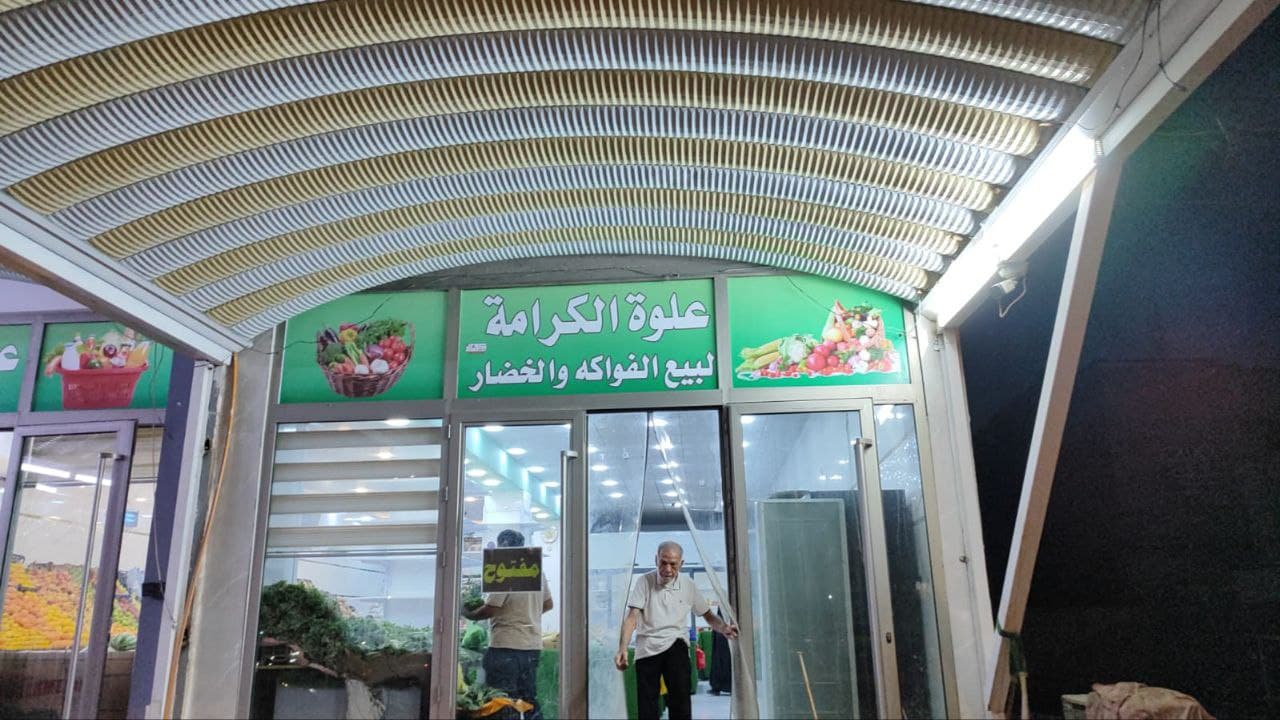 علوة الكرامة
لبيع الفواكه والخضار
مفتوح